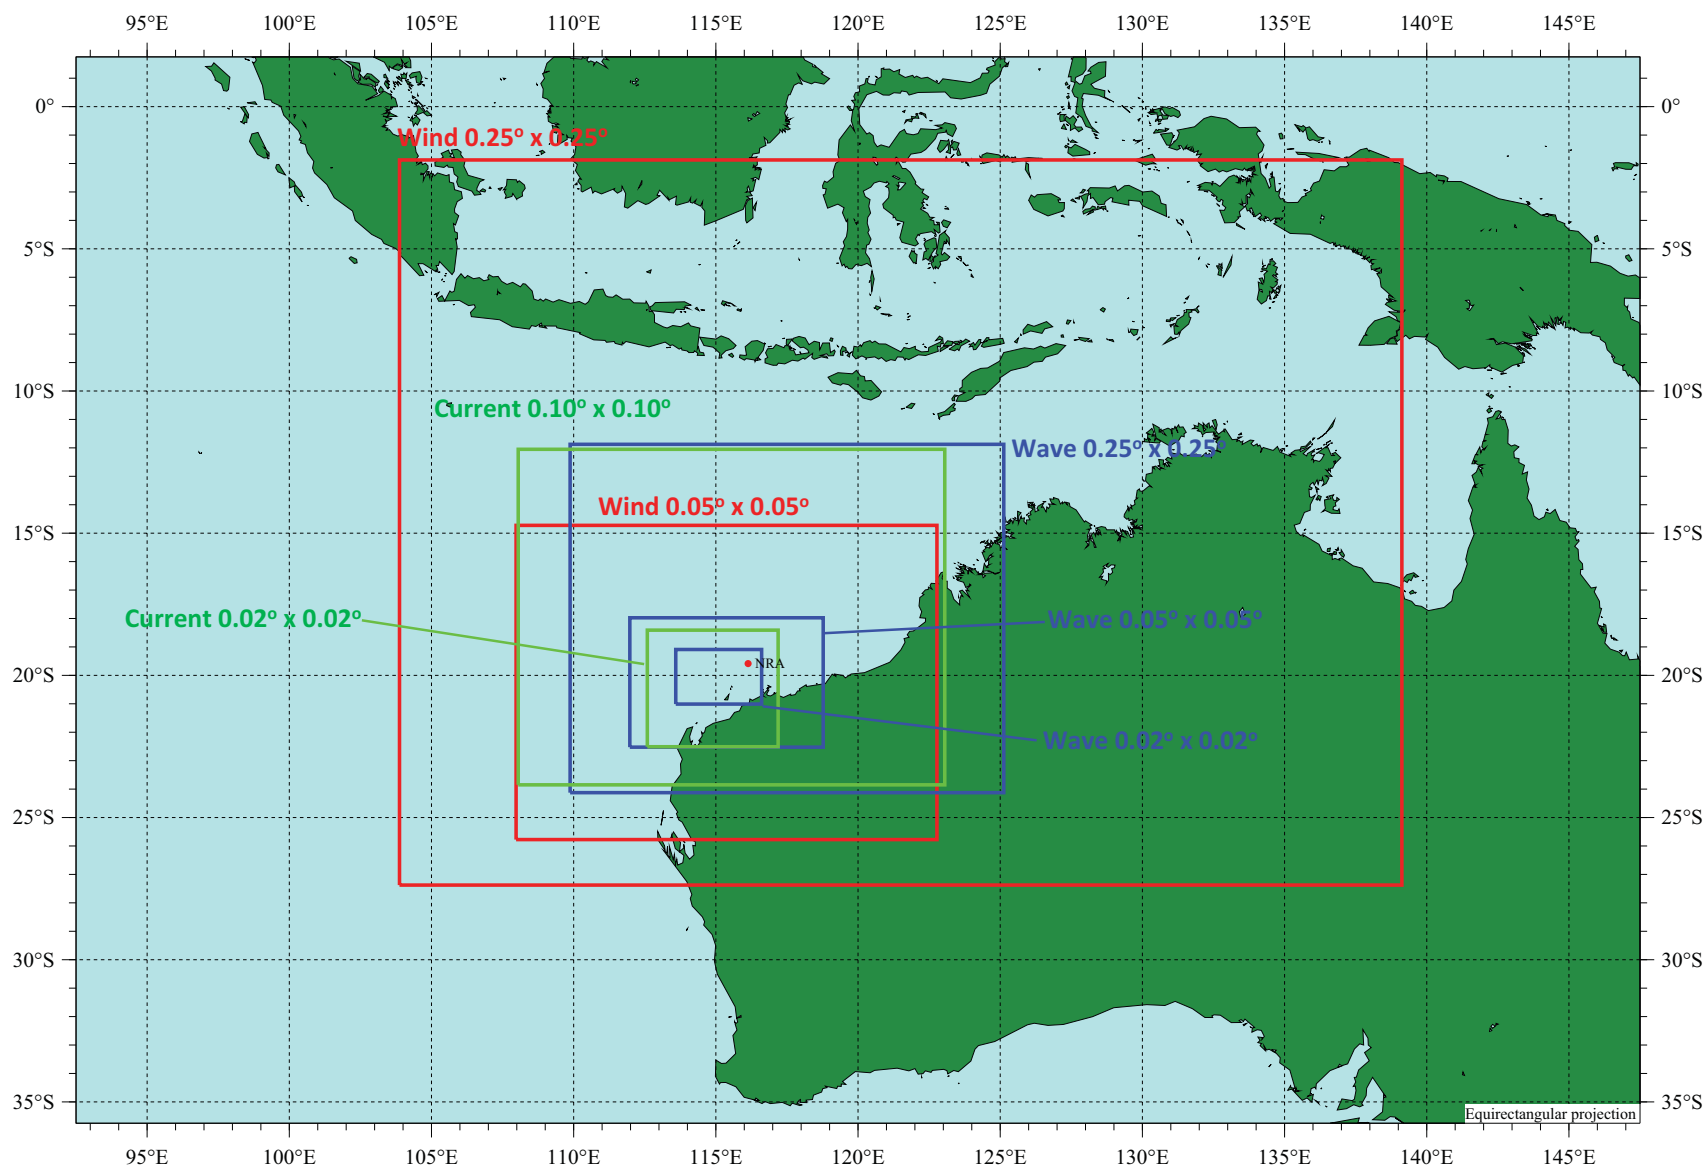 95°E 100°E 105°E 110°E 115°E 120°E 125°E 130°E 135°E 140°E 145°E
0° 0°
Wind 0.25° x 0.25°
5°S 5°S
10°S 10°S
Current 0.10° x 0.10°
Wave 0.25° x 0.25°
Wind 0.05° x 0.05°
15°S 15°S
Current 0.02° x 0.02°
Wave 0.05° x 0.05°
NRA
20°S 20°S
Wave 0.02° x 0.02°
25°S 25°S
30°S 30°S
35°S 35°S
Equirectangular projection
95°E 100°E 105°E 110°E 115°E 120°E 125°E 130°E 135°E 140°E 145°E